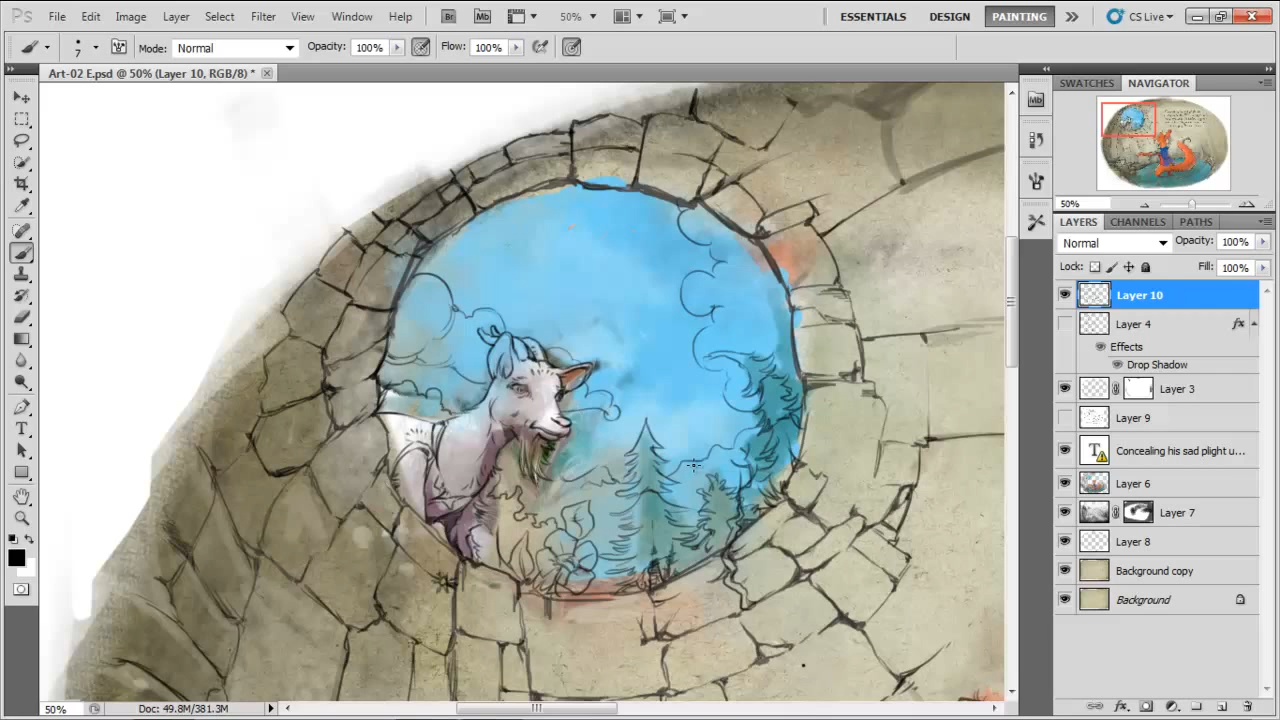 Ps File Edit Image Layer Select Filter View Window Help Br Mb 50% ESSENTIALS DESIGN PAINTING CS Live
7 Mode: Normal Opacity: 100% Flow: 100%
Art-02 E.psd @ 50% (Layer 10, RGB/8) *
SWATCHES NAVIGATOR
Mb
50%
LAYERS CHANNELS PATHS
Normal Opacity: 100%
Lock: Fill: 100%
Layer 10
Layer 4 fx
Effects
Drop Shadow
Layer 3
Layer 9
T Concealing his sad plight u...
Layer 6
Layer 7
Layer 8
Background copy
Background
50% Doc: 49.8M/381.3M